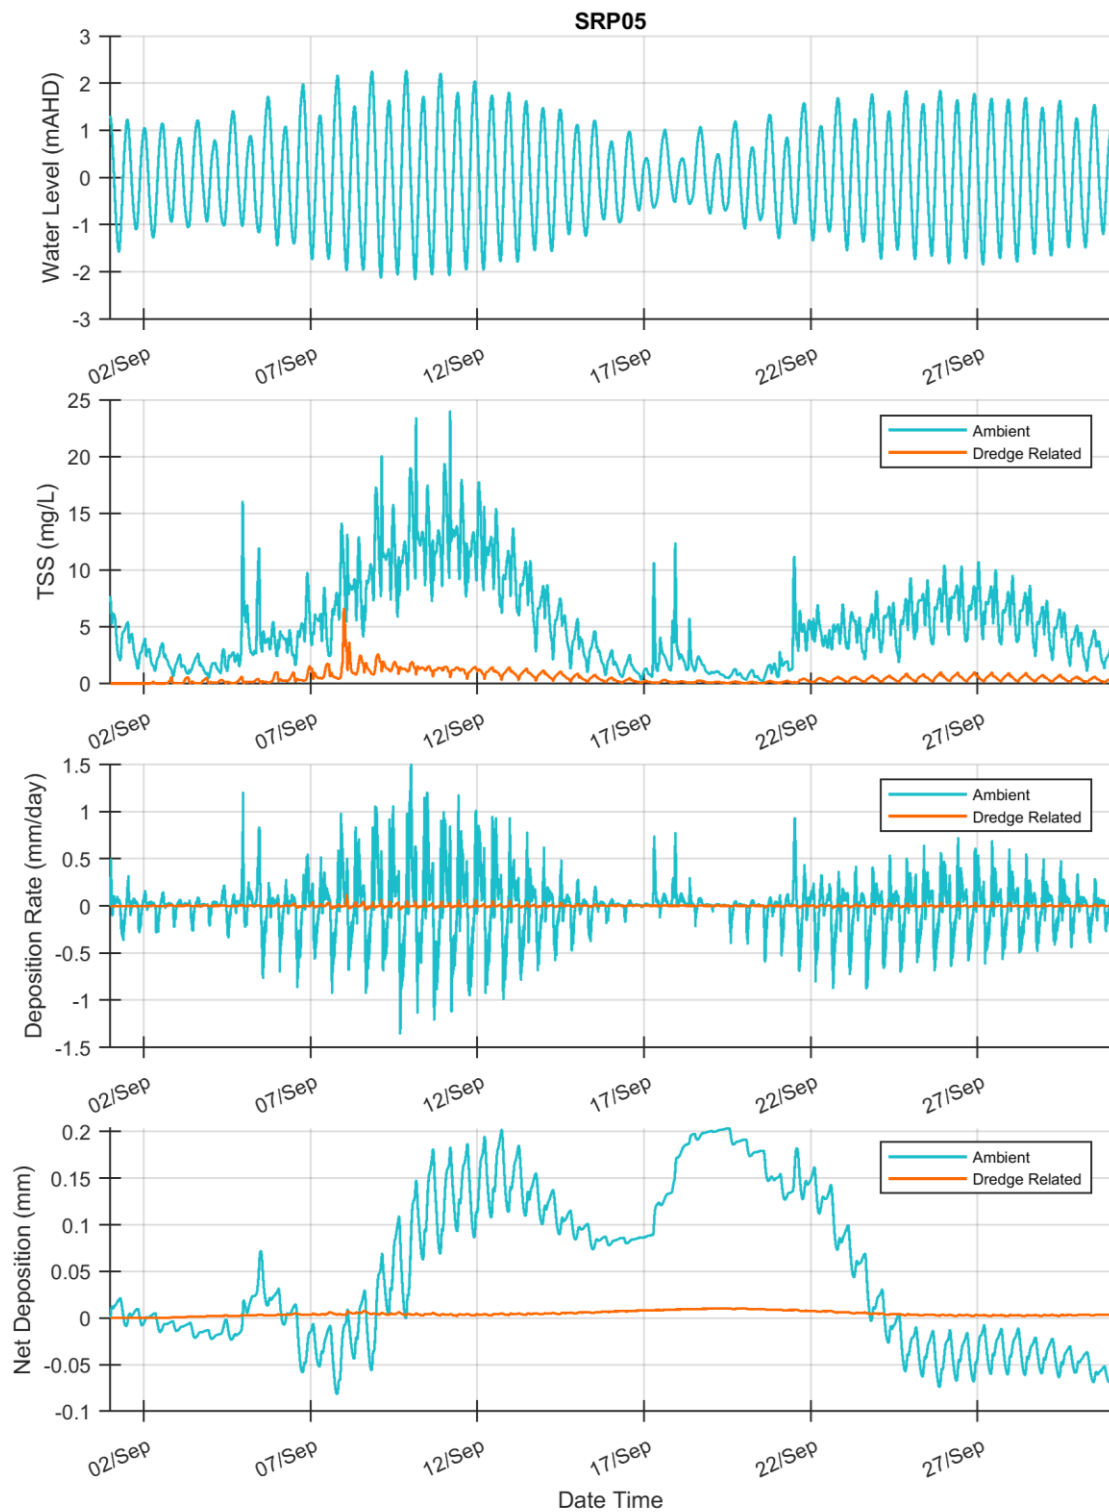 SRP05
Water Level (mAHD)
3
2
1
0
-1
-2
-3
02/Sep
07/Sep
12/Sep
17/Sep
22/Sep
27/Sep
TSS (mg/L)
25
20
15
10
5
0
Ambient
Dredge Related
02/Sep
07/Sep
12/Sep
17/Sep
22/Sep
27/Sep
Deposition Rate (mm/day)
1.5
1
0.5
0
-0.5
-1
-1.5
Ambient
Dredge Related
02/Sep
07/Sep
12/Sep
17/Sep
22/Sep
27/Sep
Net Deposition (mm)
0.2
0.15
0.1
0.05
0
-0.05
-0.1
Ambient
Dredge Related
02/Sep
07/Sep
12/Sep
17/Sep
22/Sep
27/Sep
Date Time